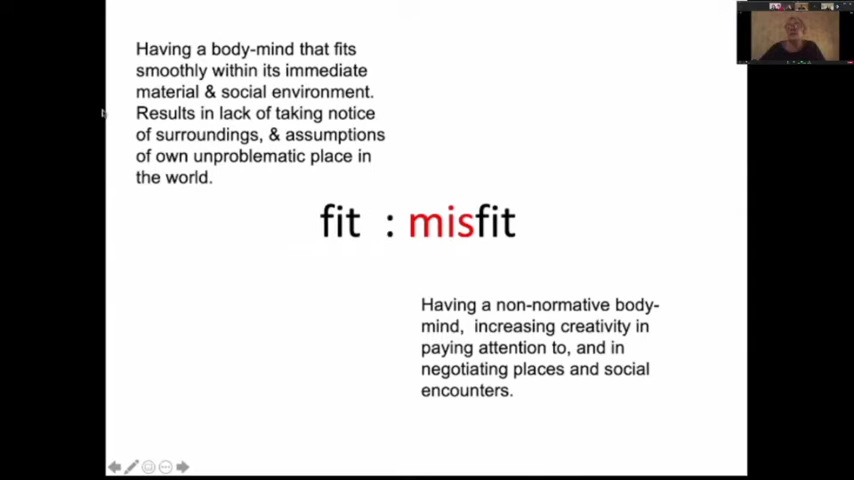 Having a body-mind that fits
smoothly within its immediate
material & social environment.
Results in lack of taking notice
of surroundings, & assumptions
of own unproblematic place in
the world.
fit : misfit
Having a non-normative body-
mind, increasing creativity in
paying attention to, and in
negotiating places and social
encounters.